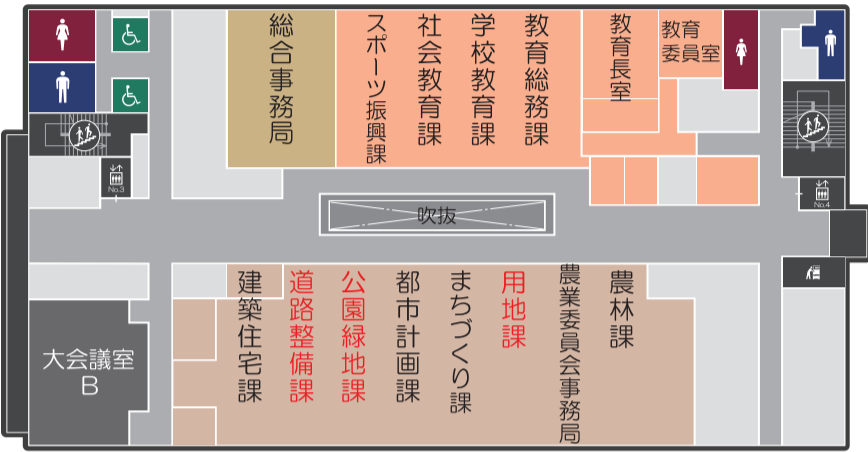 総合事務局
スポーツ振興課
社会教育課
学校教育課
教育総務課
教育長室
教育
委員室
No.3
No.4
吹抜
建築住宅課
道路整備課
公園緑地課
都市計画課
まちづくり課
用地課
農業委員会事務局
農林課
大会議室
B